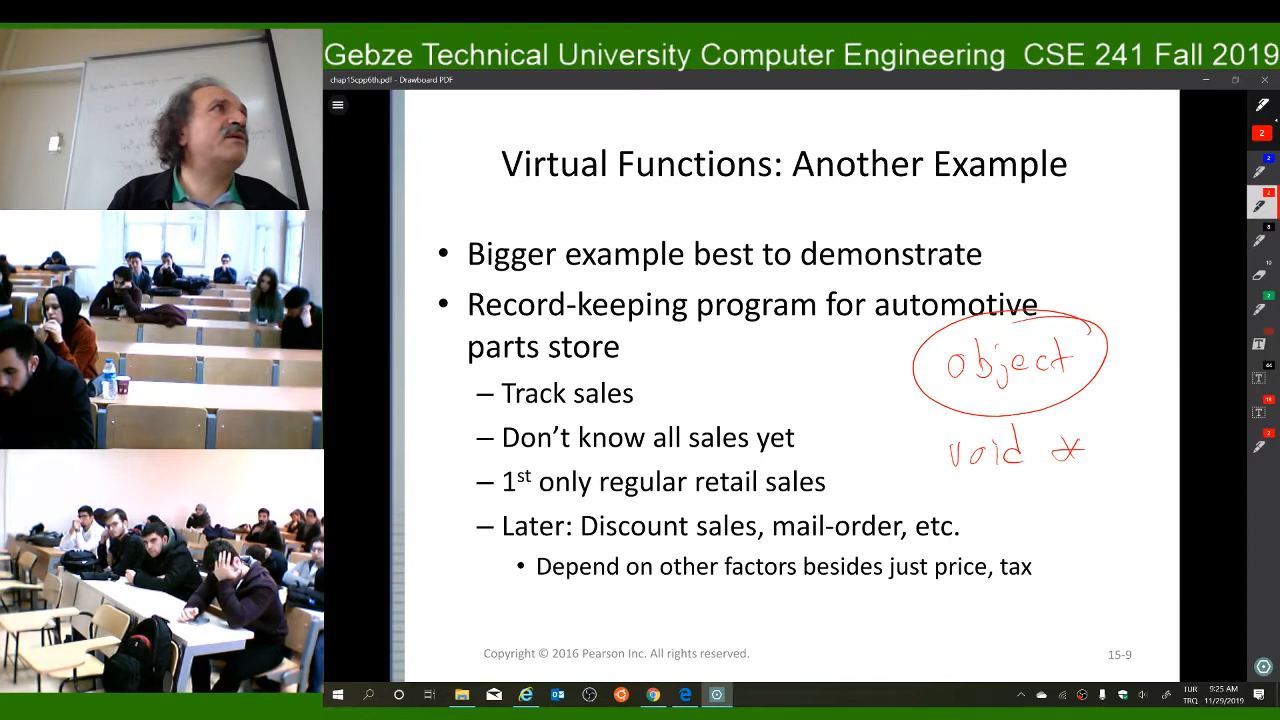 Gebze Technical University Computer Engineering CSE 241 Fall 2019
chap15cpp6th.pdf - Drawboard PDF
Virtual Functions: Another Example
• Bigger example best to demonstrate
• Record-keeping program for automotive
parts store
object
– Track sales
– Don’t know all sales yet
void *
– 1st only regular retail sales
– Later: Discount sales, mail-order, etc.
• Depend on other factors besides just price, tax
Copyright © 2016 Pearson Inc. All rights reserved.
15-9
TUR 9:25 AM
TRQ 11/29/2019